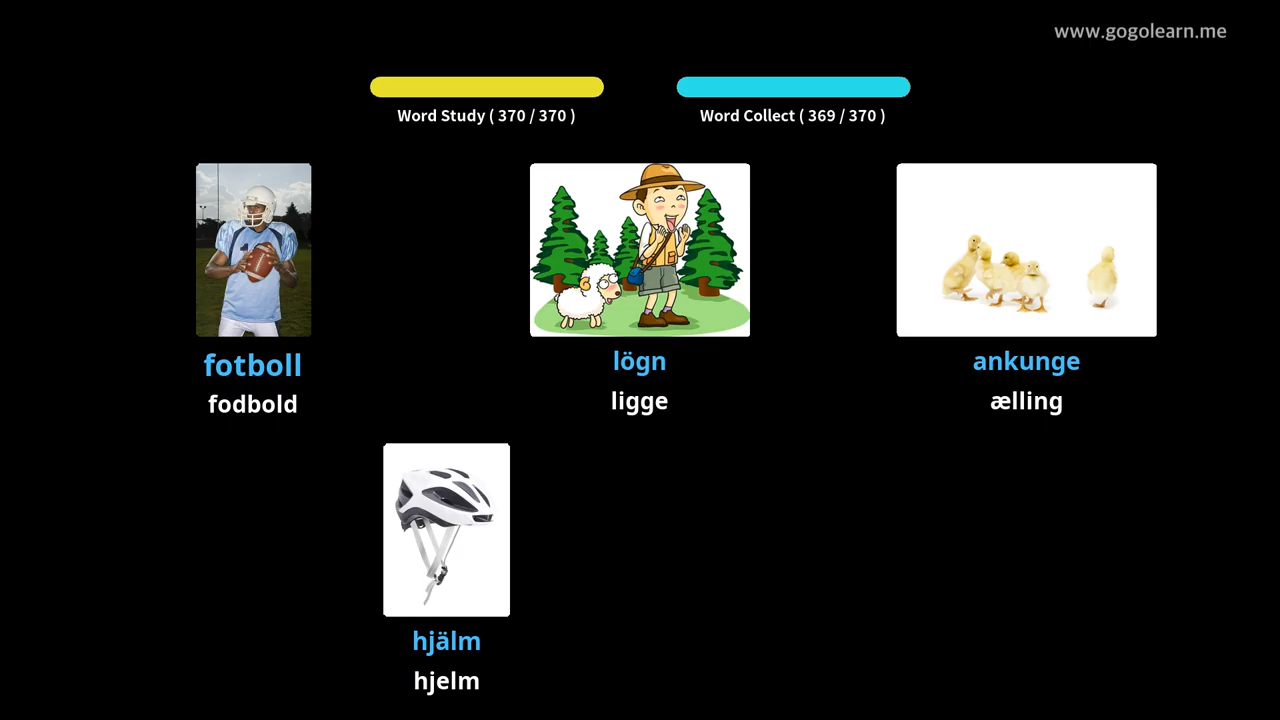 www.gogolearn.me
Word Study ( 370 / 370 )
Word Collect ( 369 / 370 )
fotboll
fodbold
lögn
ligge
ankunge
ælling
hjälm
hjelm